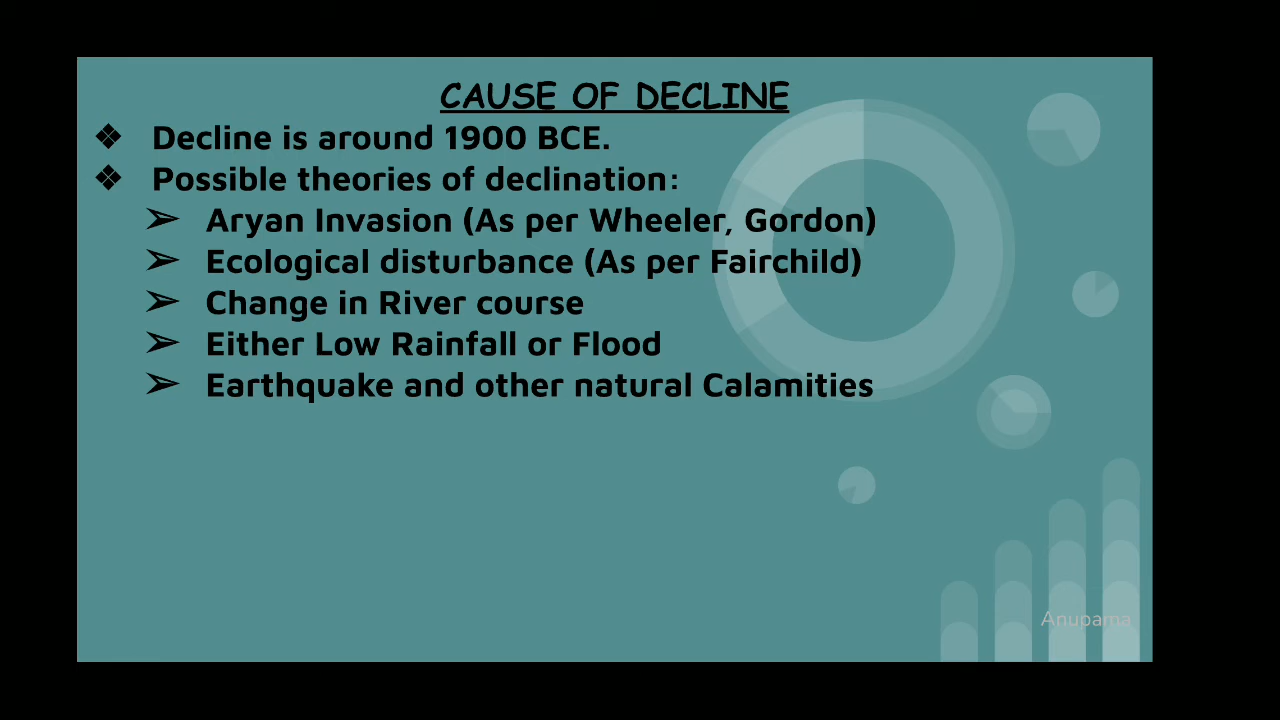 CAUSE OF DECLINE
❖ Decline is around 1900 BCE.
❖ Possible theories of declination:
➢ Aryan Invasion (As per Wheeler, Gordon)
➢ Ecological disturbance (As per Fairchild)
➢ Change in River course
➢ Either Low Rainfall or Flood
➢ Earthquake and other natural Calamities
Anupama